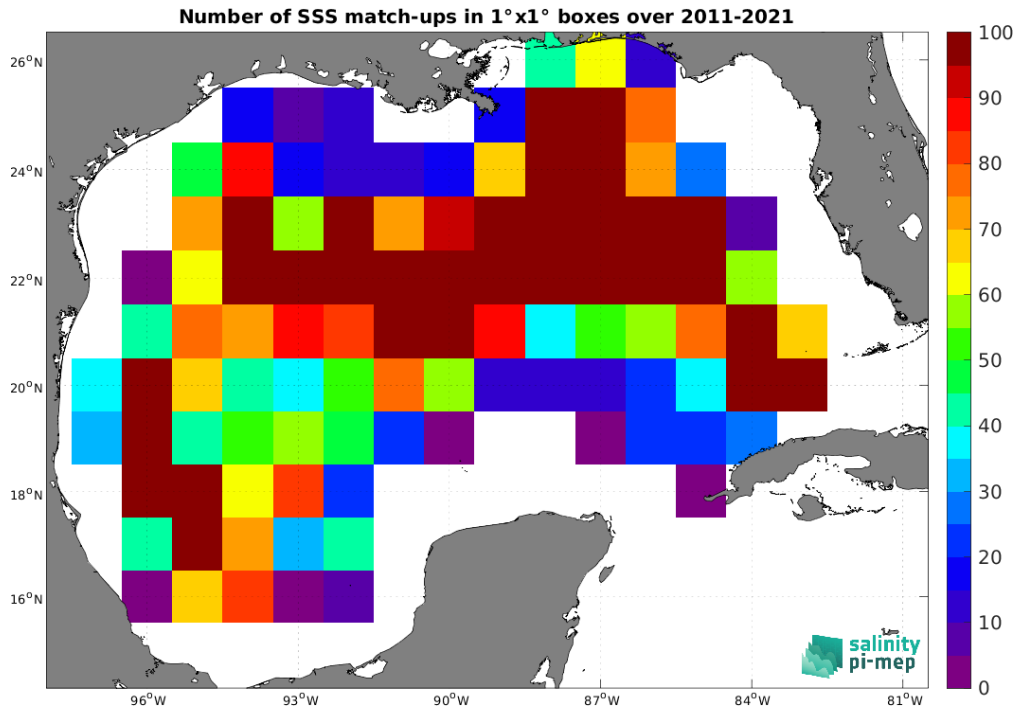 Number of SSS match-ups in 1°x1° boxes over 2011-2021
26°N
24°N
22°N
20°N
18°N
16°N
96°W
93°W
90°W
87°W
84°W
81°W
100
90
80
70
60
50
40
30
20
10
0
salinity
pi-mep